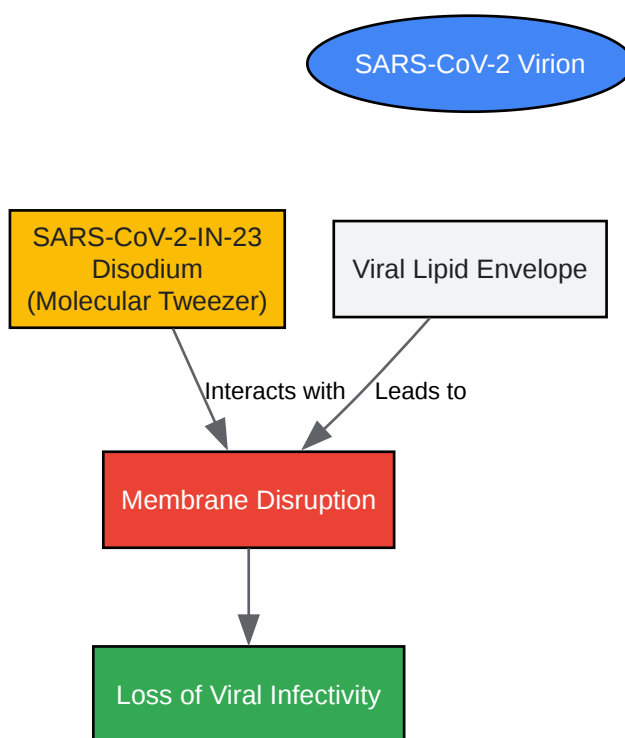 SARS-CoV-2 Virion
SARS-CoV-2-IN-23
Disodium
(Molecular Tweezer)
Viral Lipid Envelope
Interacts with
Leads to
Membrane Disruption
Loss of Viral Infectivity